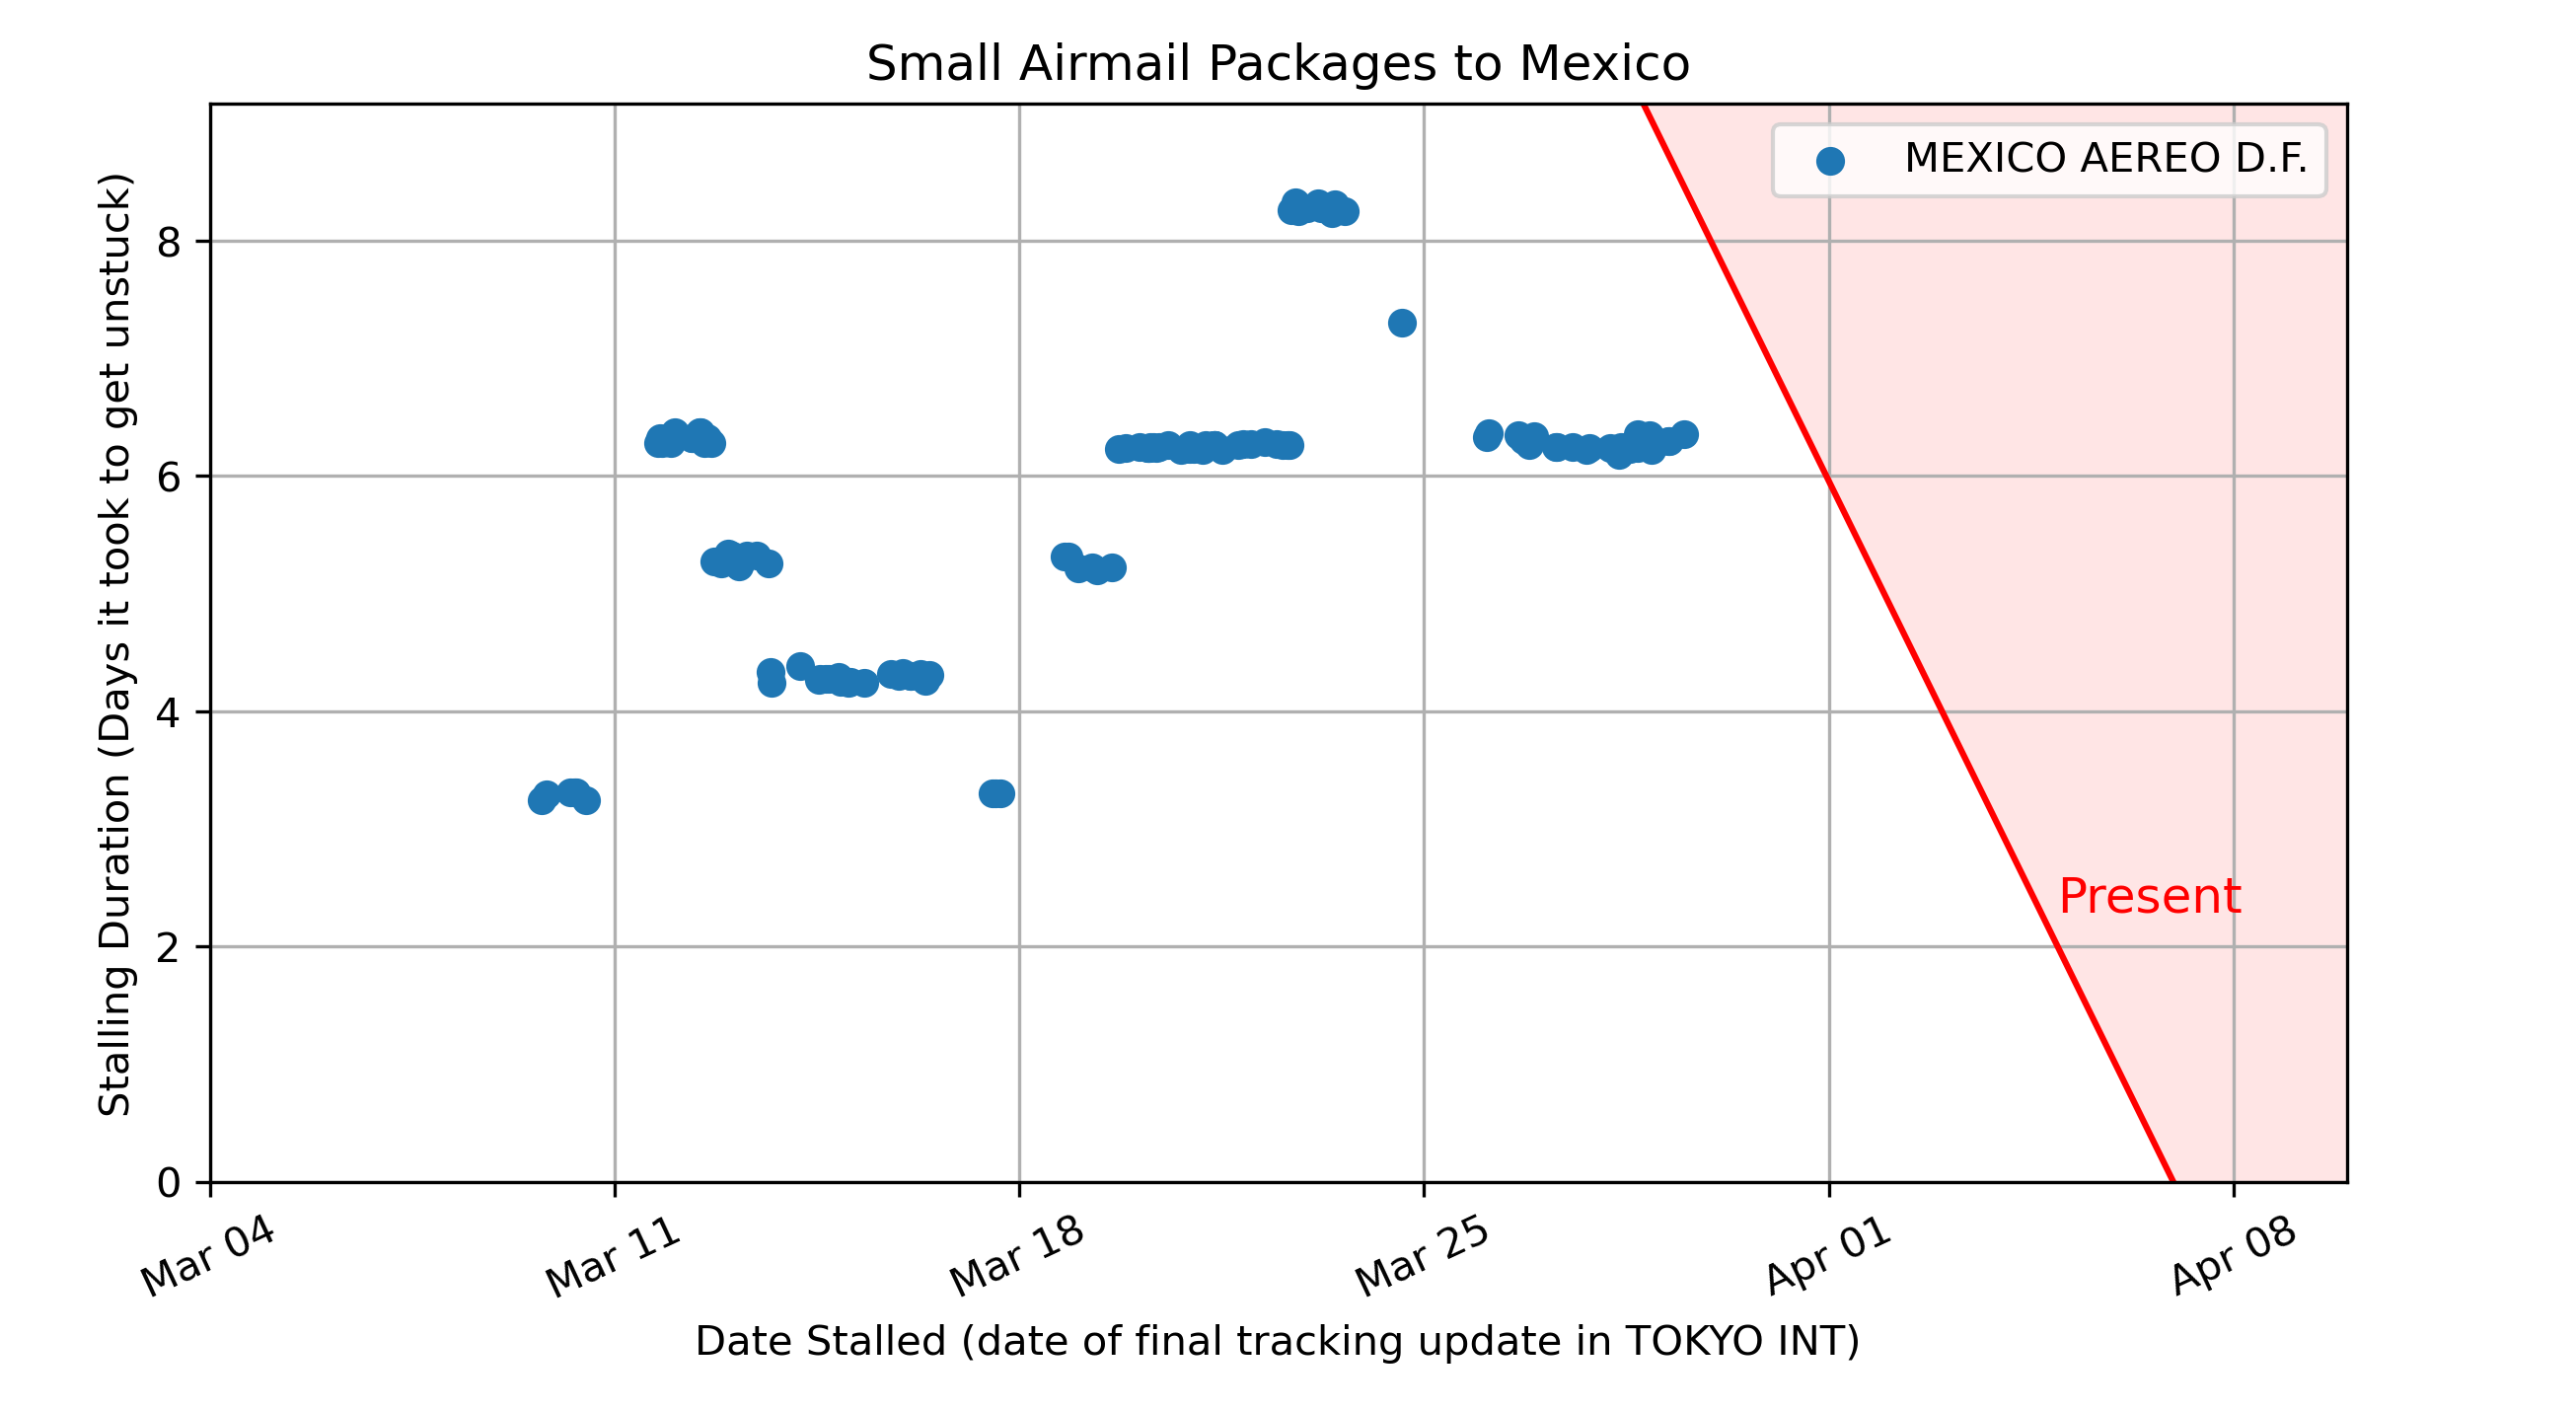 Small Airmail Packages to Mexico
MEXICO AEREO D.F.
Stalling Duration (Days it took to get unstuck)
8
6
4
2
0
Present
Mar 04
Mar 11
Mar 18
Mar 25
Apr 01
Apr 08
Date Stalled (date of final tracking update in TOKYO INT)